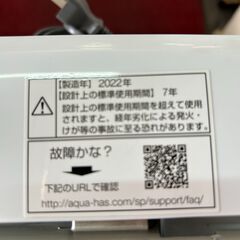 【製造年】2022年
【設計上の標準使用期間】7年
設計上の標準使用期間を超えて使用
されますと、経年劣化による発火・
けが等の事故に至る恐れがあります。
故障かな?
下記のURLで確認
http://aqua-has.com/sp/support/faq/